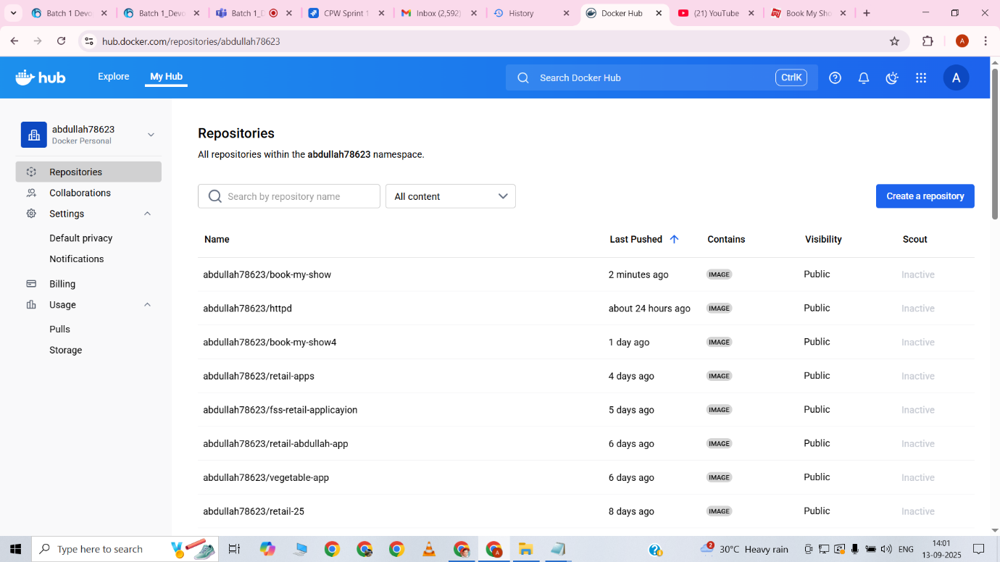 Batch 1_Devo
Batch 1_Devo
Batch 1_D
CPW Sprint 1
Inbox (2,592)
History
Docker Hub
(21) YouTube
Book My Sho
hub.docker.com/repositories/abdullah78623
A
hub
Explore
My Hub
Search Docker Hub
CtrlK
A
abdullah78623
Docker Personal
Repositories
Collaborations
Settings
Default privacy
Notifications
Billing
Usage
Pulls
Storage
Repositories
All repositories within the abdullah78623 namespace.
Search by repository name
All content
Create a repository
Name Last Pushed Contains Visibility Scout
abdullah78623/book-my-show 2 minutes ago IMAGE Public Inactive
abdullah78623/httpd about 24 hours ago IMAGE Public Inactive
abdullah78623/book-my-show4 1 day ago IMAGE Public Inactive
abdullah78623/retail-apps 4 days ago IMAGE Public Inactive
abdullah78623/fss-retail-applicayion 5 days ago IMAGE Public Inactive
abdullah78623/retail-abdullah-app 6 days ago IMAGE Public Inactive
abdullah78623/vegetable-app 6 days ago IMAGE Public Inactive
abdullah78623/retail-25 8 days ago IMAGE Public Inactive
Type here to search
2
30°C Heavy rain
ENG
14:01
13-09-2025